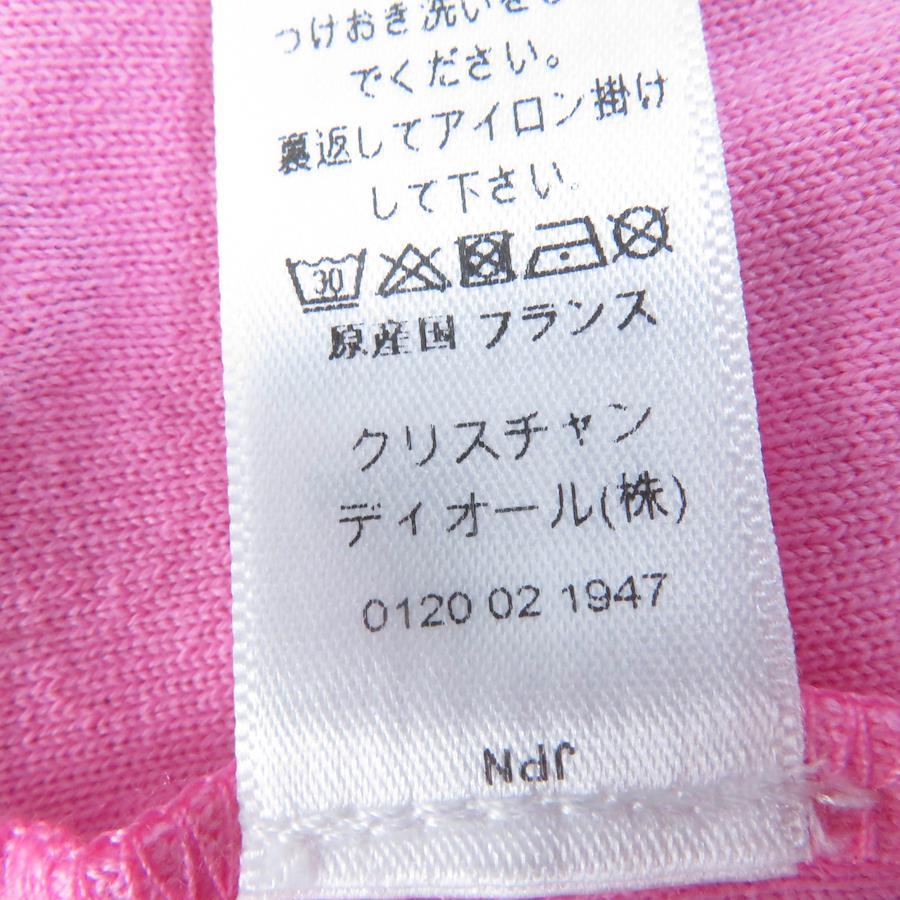 つけおき洗いをし
でください。
裏返してアイロン掛け
して下さい。
30
原産国 フランス
クリスチャン
ディオール(株)
0120 02 1947
JPN